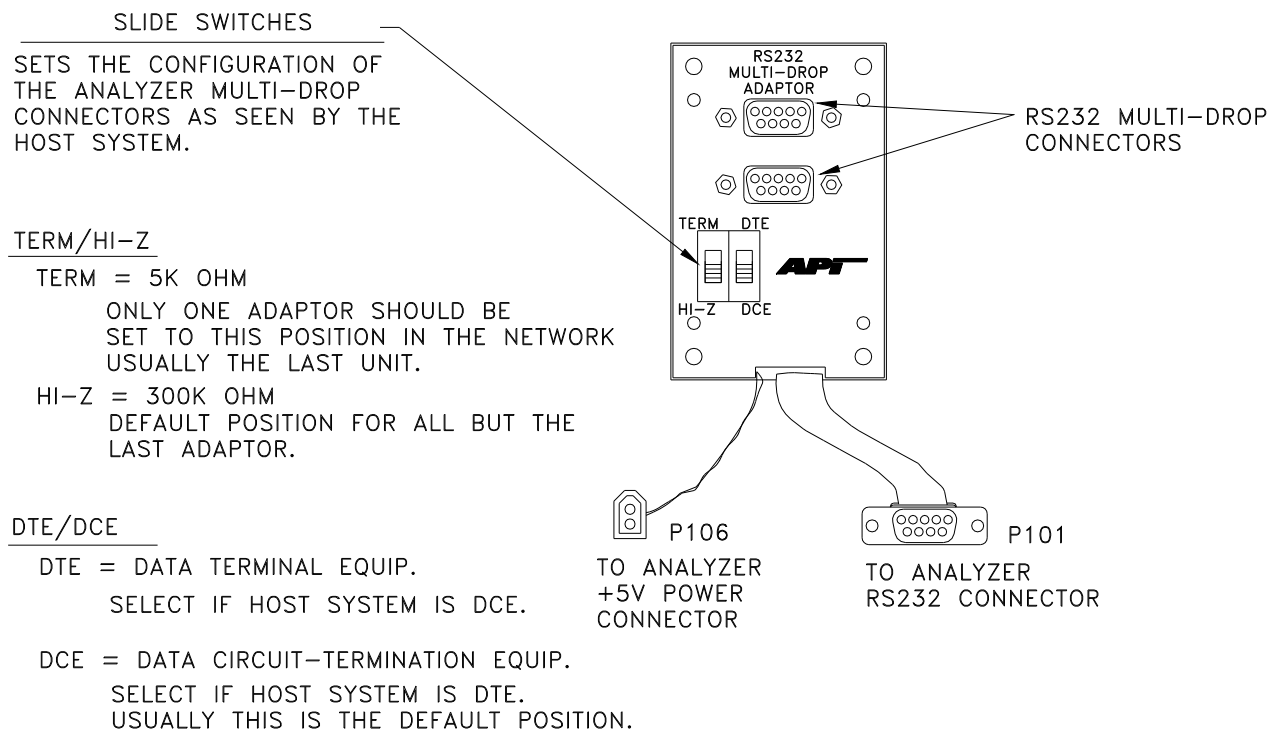 SLIDE SWITCHES
SETS THE CONFIGURATION OF
THE ANALYZER MULTI-DROP
CONNECTORS AS SEEN BY THE
HOST SYSTEM.
TERM/HI-Z
TERM = 5K OHM
ONLY ONE ADAPTOR SHOULD BE
SET TO THIS POSITION IN THE NETWORK
USUALLY THE LAST UNIT.
HI-Z = 300K OHM
DEFAULT POSITION FOR ALL BUT THE
LAST ADAPTOR.
DTE/DCE
DTE = DATA TERMINAL EQUIP.
SELECT IF HOST SYSTEM IS DCE.
DCE = DATA CIRCUIT-TERMINATION EQUIP.
SELECT IF HOST SYSTEM IS DTE.
USUALLY THIS IS THE DEFAULT POSITION.
RS232
MULTI-DROP
ADAPTOR
RS232 MULTI-DROP
CONNECTORS
TERM DTE
API
HI-Z DCE
P106
TO ANALYZER
+5V POWER
CONNECTOR
P101
TO ANALYZER
RS232 CONNECTOR